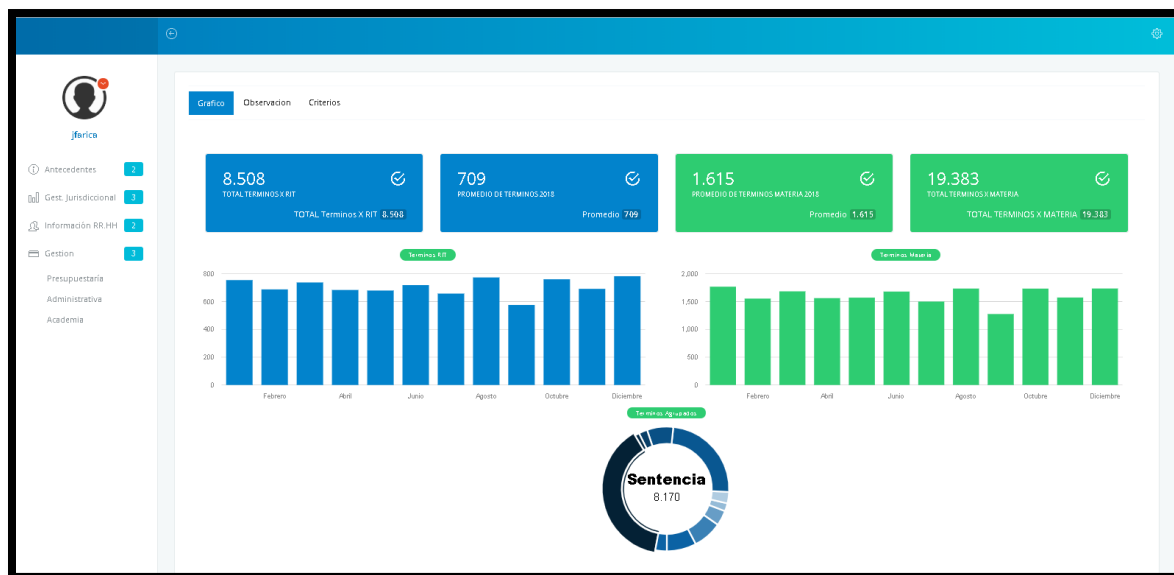 jfarica
Antecedentes 2
Gest. Jurisdiccional 3
Información RR.HH 2
Gestion 3
Presupuestaría
Administrativa
Academia
Grafico Observacion Criterios
8.508
TOTAL TERMINOS X RIT
TOTAL Terminos X RIT 8.508
709
PROMEDIO DE TERMINOS 2018
Promedio 709
1.615
PROMEDIO DE TERMINOS MATERIA 2018
Promedio 1.615
19.383
TOTAL TERMINOS X MATERIA
TOTAL TERMINOS X MATERIA 19.383
Terminos RIT
800
600
400
200
0
Febrero Abril Junio Agosto Octubre Diciembre
Terminos Materia
2,000
1,500
1,000
500
0
Febrero Abril Junio Agosto Octubre Diciembre
Terminos Agrupados
Sentencia
8.170